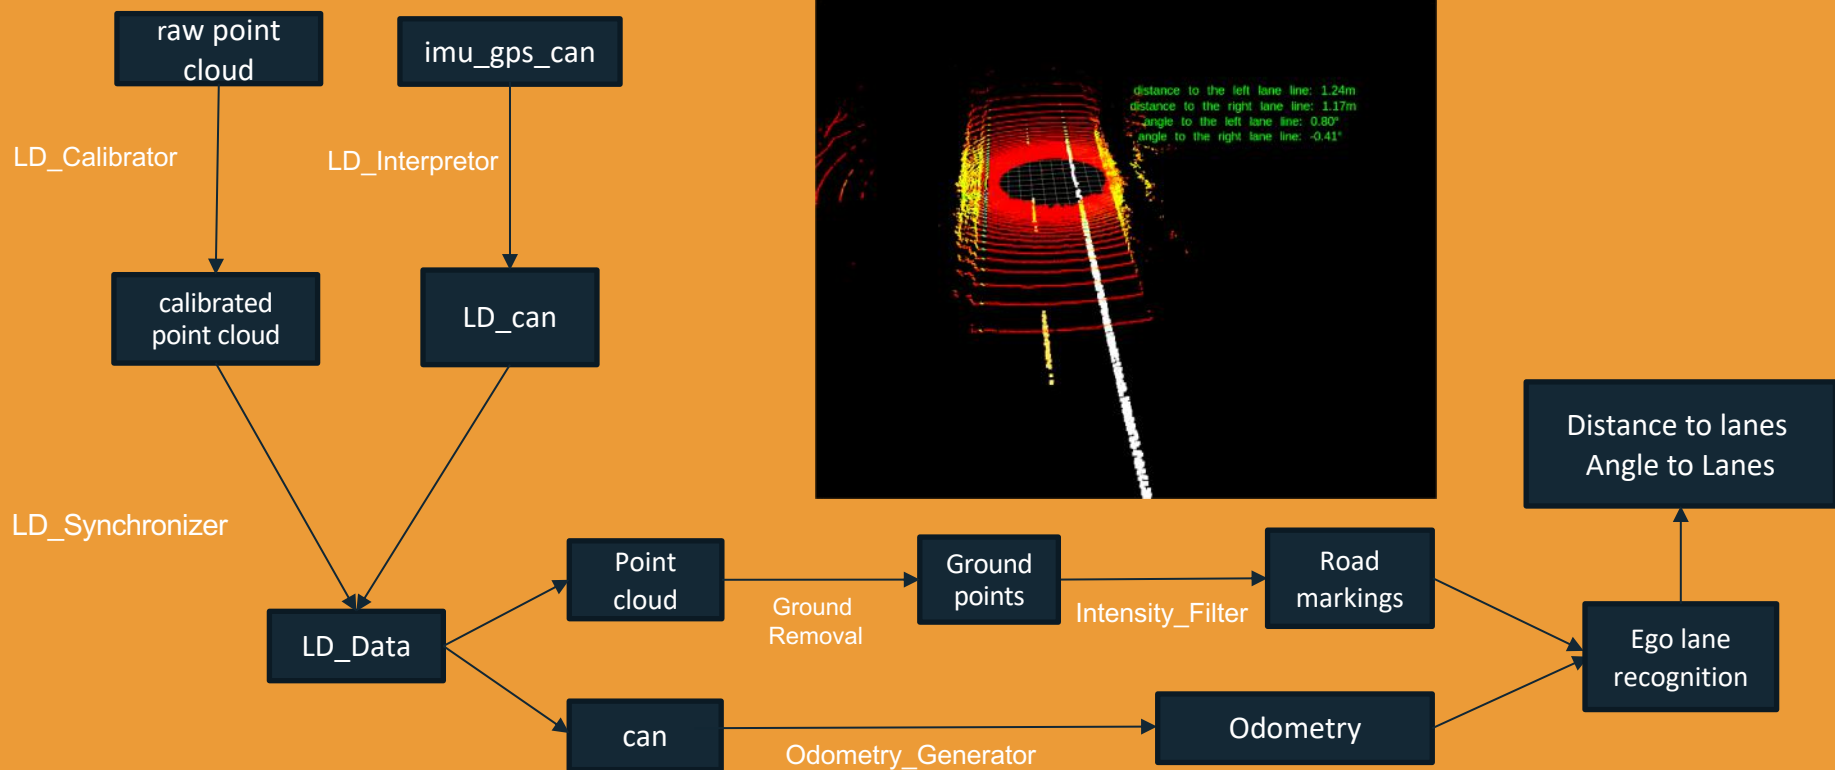 raw point
cloud
imu_gps_can
distance to the left lane line: 1.24m
distance to the right lane line: 1.17m
angle to the left lane line: 0.80°
angle to the right lane line: -0.41°
LD_Calibrator
LD_Interpretor
calibrated
point cloud
LD_can
Distance to lanes
Angle to Lanes
LD_Synchronizer
Point
cloud
Ground
points
Road
markings
Ground
Removal
Intensity_Filter
LD_Data
Ego lane
recognition
can
Odometry
Odometry_Generator